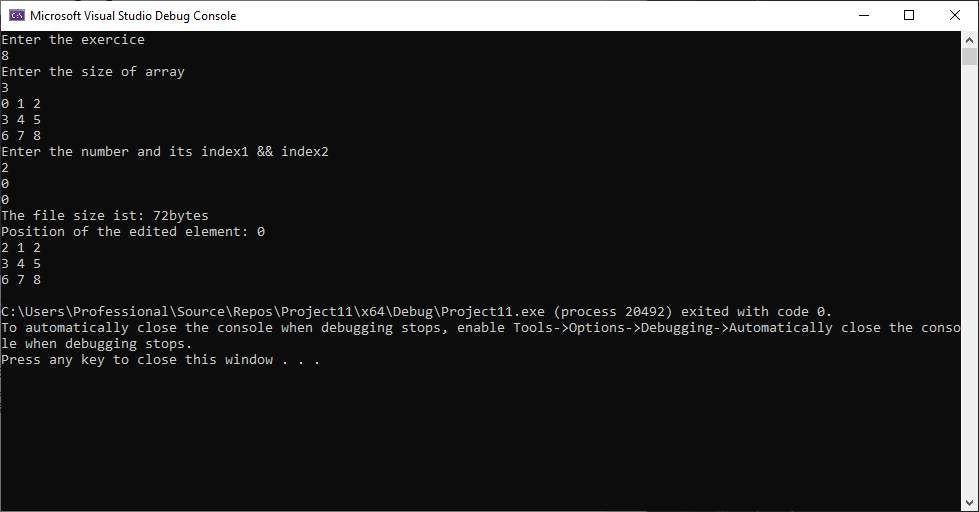 Microsoft Visual Studio Debug Console
Enter the exercice
8
Enter the size of array
3
0 1 2
3 4 5
6 7 8
Enter the number and its index1 && index2
2
0
0
The file size ist: 72bytes
Position of the edited element: 0
2 1 2
3 4 5
6 7 8
C:\Users\Professional\Source\Repos\Project11\x64\Debug\Project11.exe (process 20492) exited with code 0.
To automatically close the console when debugging stops, enable Tools->Options->Debugging->Automatically close the conso
le when debugging stops.
Press any key to close this window . . .